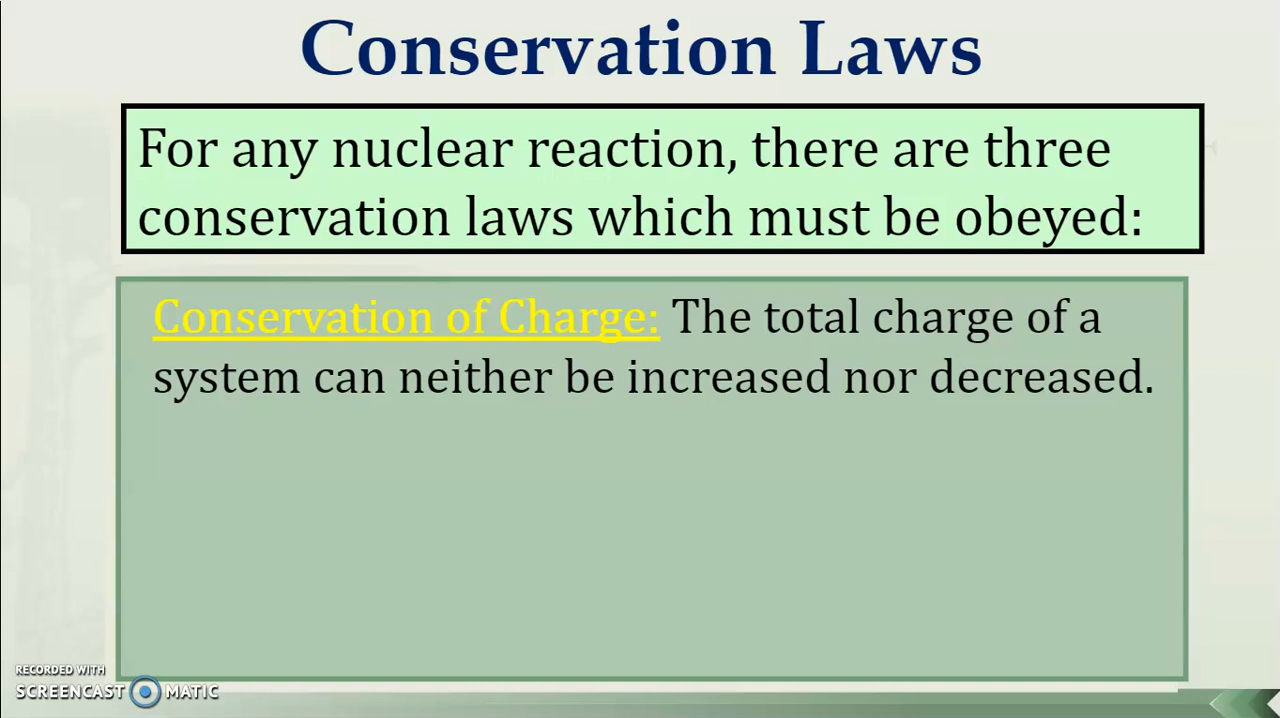 Conservation Laws
For any nuclear reaction, there are three
conservation laws which must be obeyed:
Conservation of Charge: The total charge of a
system can neither be increased nor decreased.
RECORDED WITH
SCREENCAST MATIC